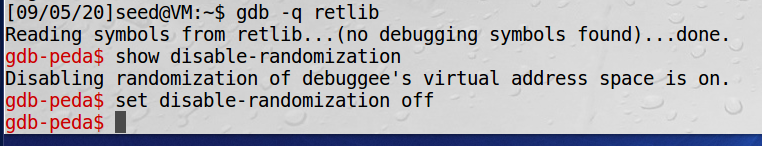 [09/05/20]seed@VM:~$ gdb -q retlib
Reading symbols from retlib...(no debugging symbols found)...done.
gdb-peda$ show disable-randomization
Disabling randomization of debuggee's virtual address space is on.
gdb-peda$ set disable-randomization off
gdb-peda$